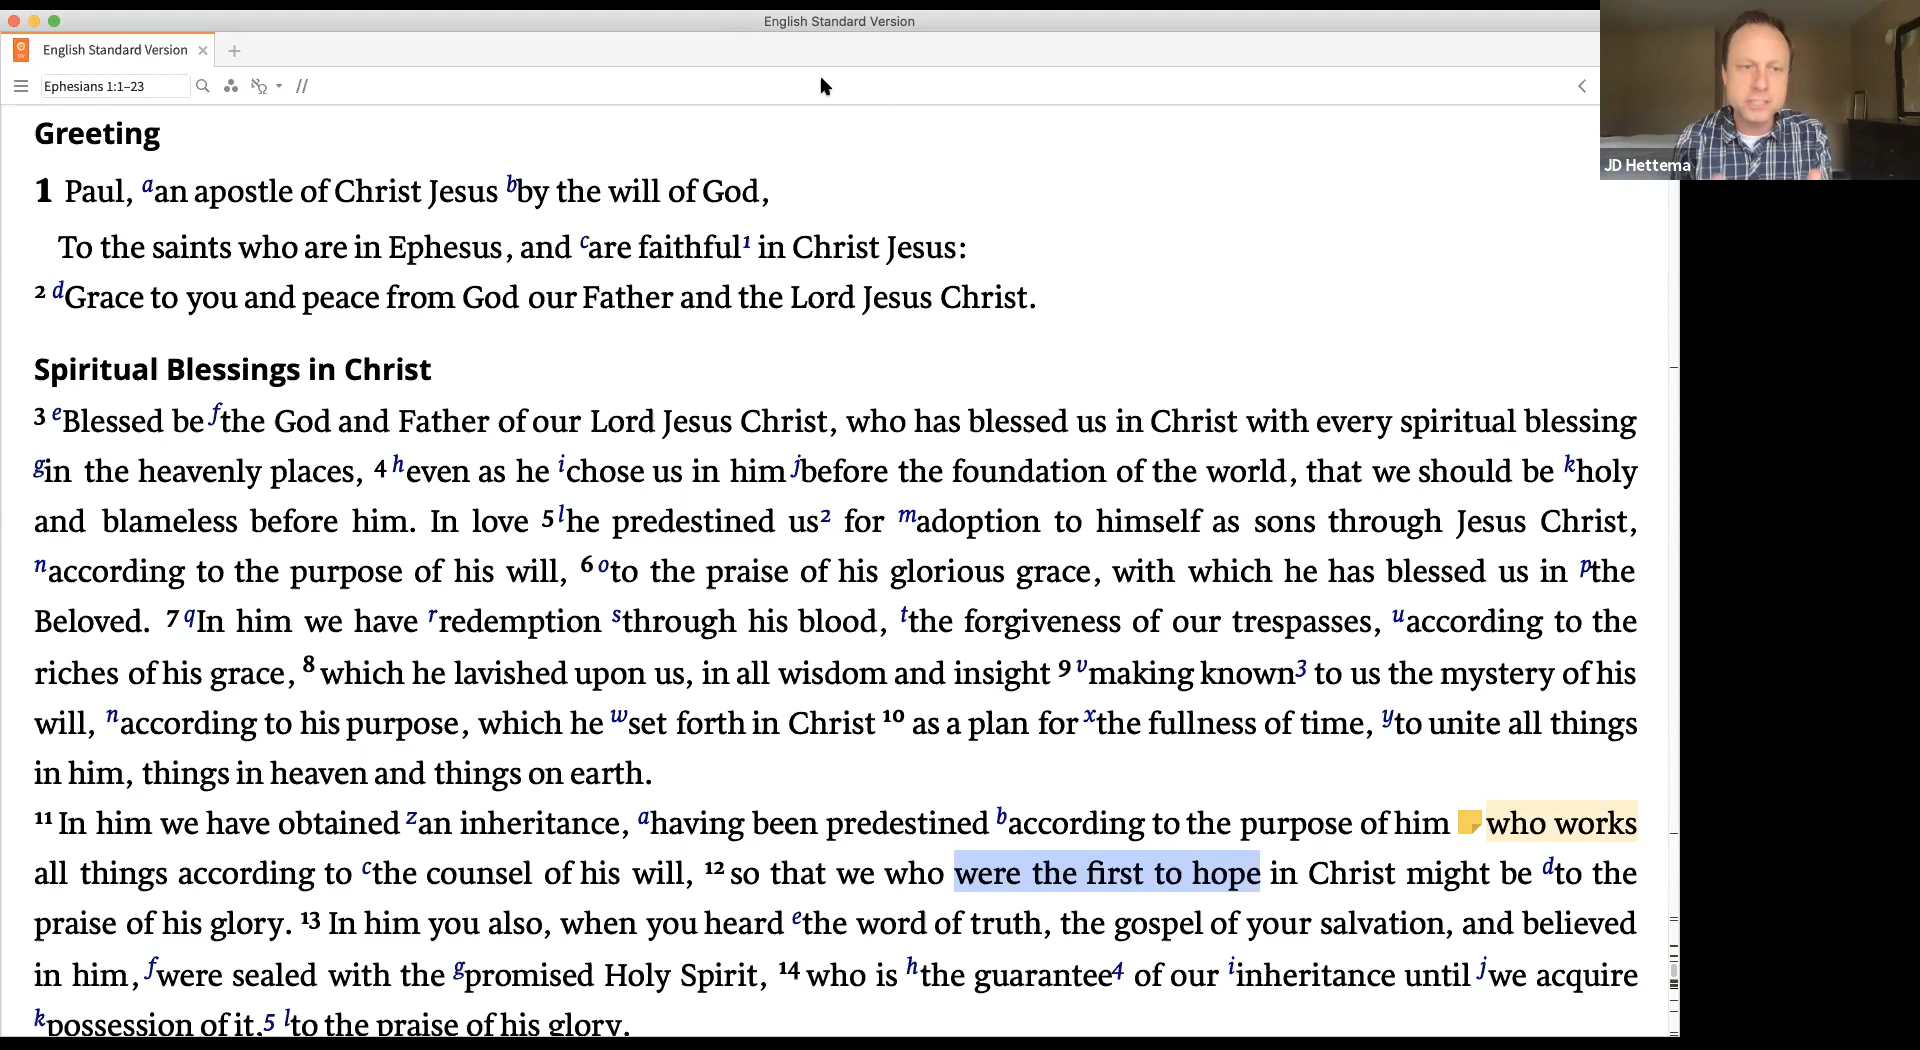 English Standard Version
English Standard Version
Ephesians 1:1–23
JD Hettema
Greeting
1 Paul, a an apostle of Christ Jesus b by the will of God,
To the saints who are in Ephesus, and c are faithful1 in Christ Jesus:
2 d Grace to you and peace from God our Father and the Lord Jesus Christ.
Spiritual Blessings in Christ
3 e Blessed be f the God and Father of our Lord Jesus Christ, who has blessed us in Christ with every spiritual blessing
g in the heavenly places, 4 h even as he i chose us in him j before the foundation of the world, that we should be k holy
and blameless before him. In love 5 l he predestined us2 for m adoption to himself as sons through Jesus Christ,
n according to the purpose of his will, 6 o to the praise of his glorious grace, with which he has blessed us in p the
Beloved. 7 q In him we have r redemption s through his blood, t the forgiveness of our trespasses, u according to the
riches of his grace, 8 which he lavished upon us, in all wisdom and insight 9 v making known3 to us the mystery of his
will, n according to his purpose, which he w set forth in Christ 10 as a plan for x the fullness of time, y to unite all things
in him, things in heaven and things on earth.
11 In him we have obtained z an inheritance, a having been predestined b according to the purpose of him who works
all things according to c the counsel of his will, 12 so that we who were the first to hope in Christ might be d to the
praise of his glory. 13 In him you also, when you heard e the word of truth, the gospel of your salvation, and believed
in him, f were sealed with the g promised Holy Spirit, 14 who is h the guarantee4 of our i inheritance until j we acquire
k possession of it,5 l to the praise of his glory.